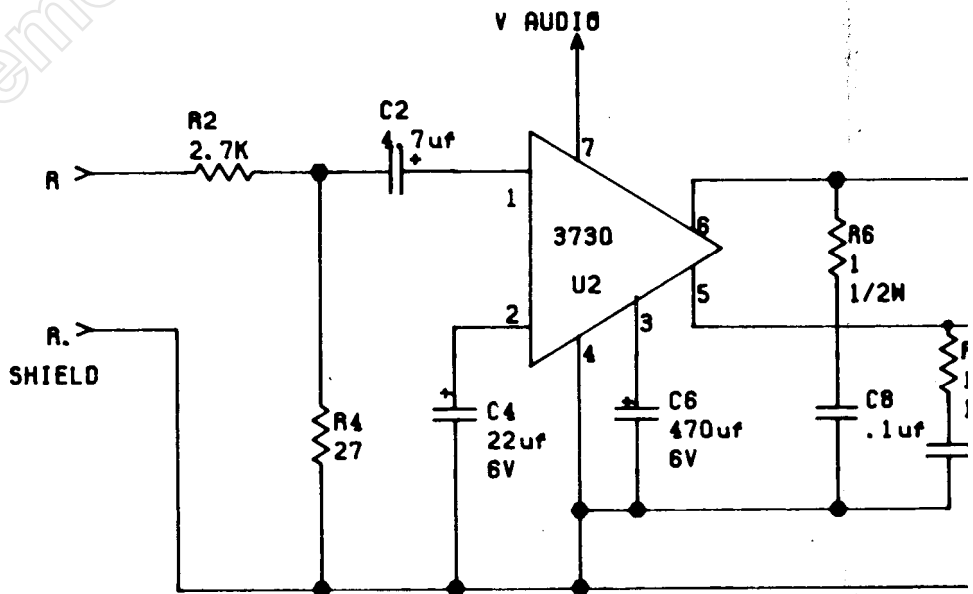 V AUDIO
C2
4.7uf
+
R2
2.7K
7
R
1
3730
6
R6
U2
1
1/2W
5
2
3
R.
4
SHIELD
+
+
R4
27
C4
22uf
6V
C6
470uf
6V
C8
.1uf